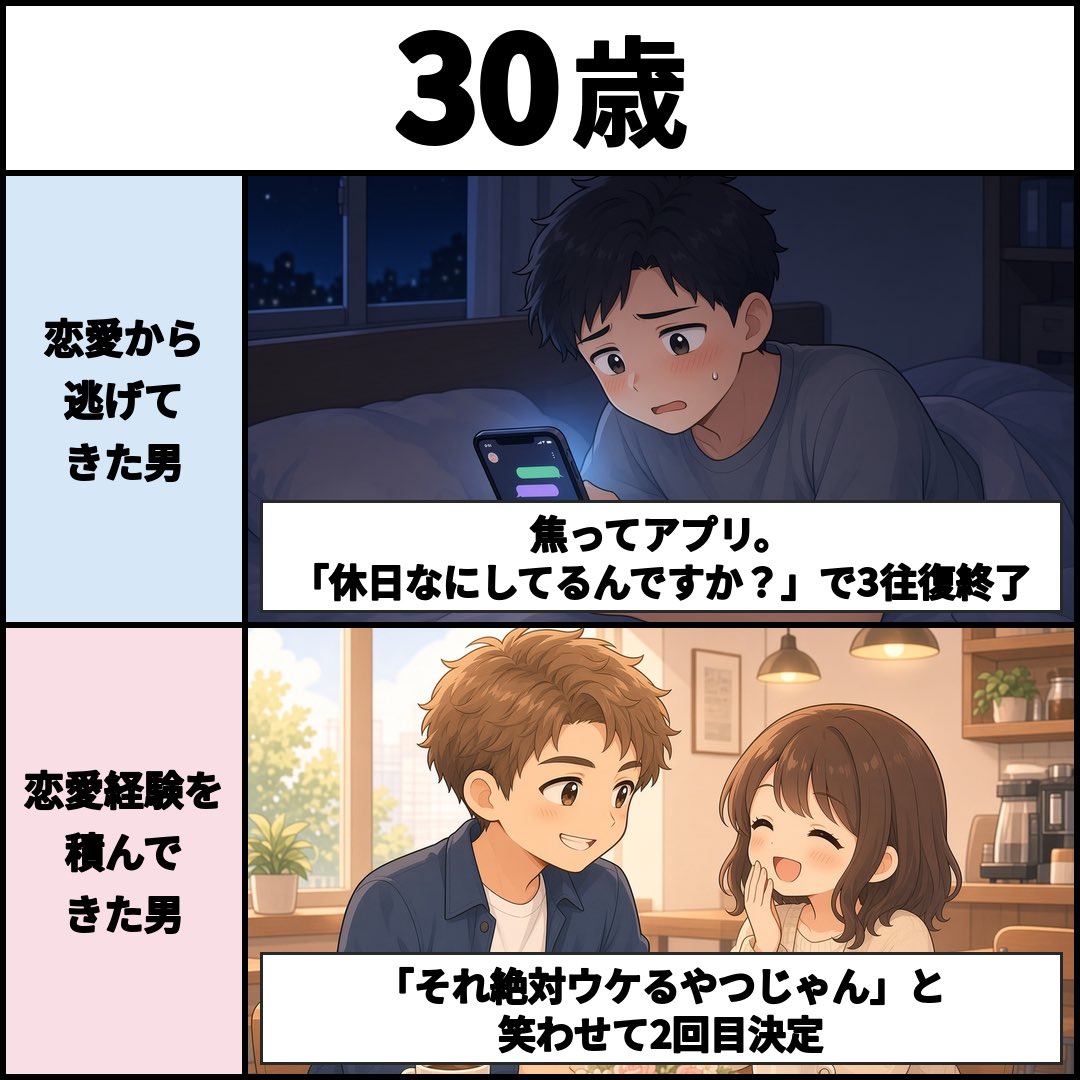 30歳
恋愛から
逃げて
きた男
焦ってアプリ。
「休日なにしてるんですか？」で3往復終了
恋愛経験を
積んで
きた男
「それ絶対ウケるやつじゃん」と
笑わせて2回目決定